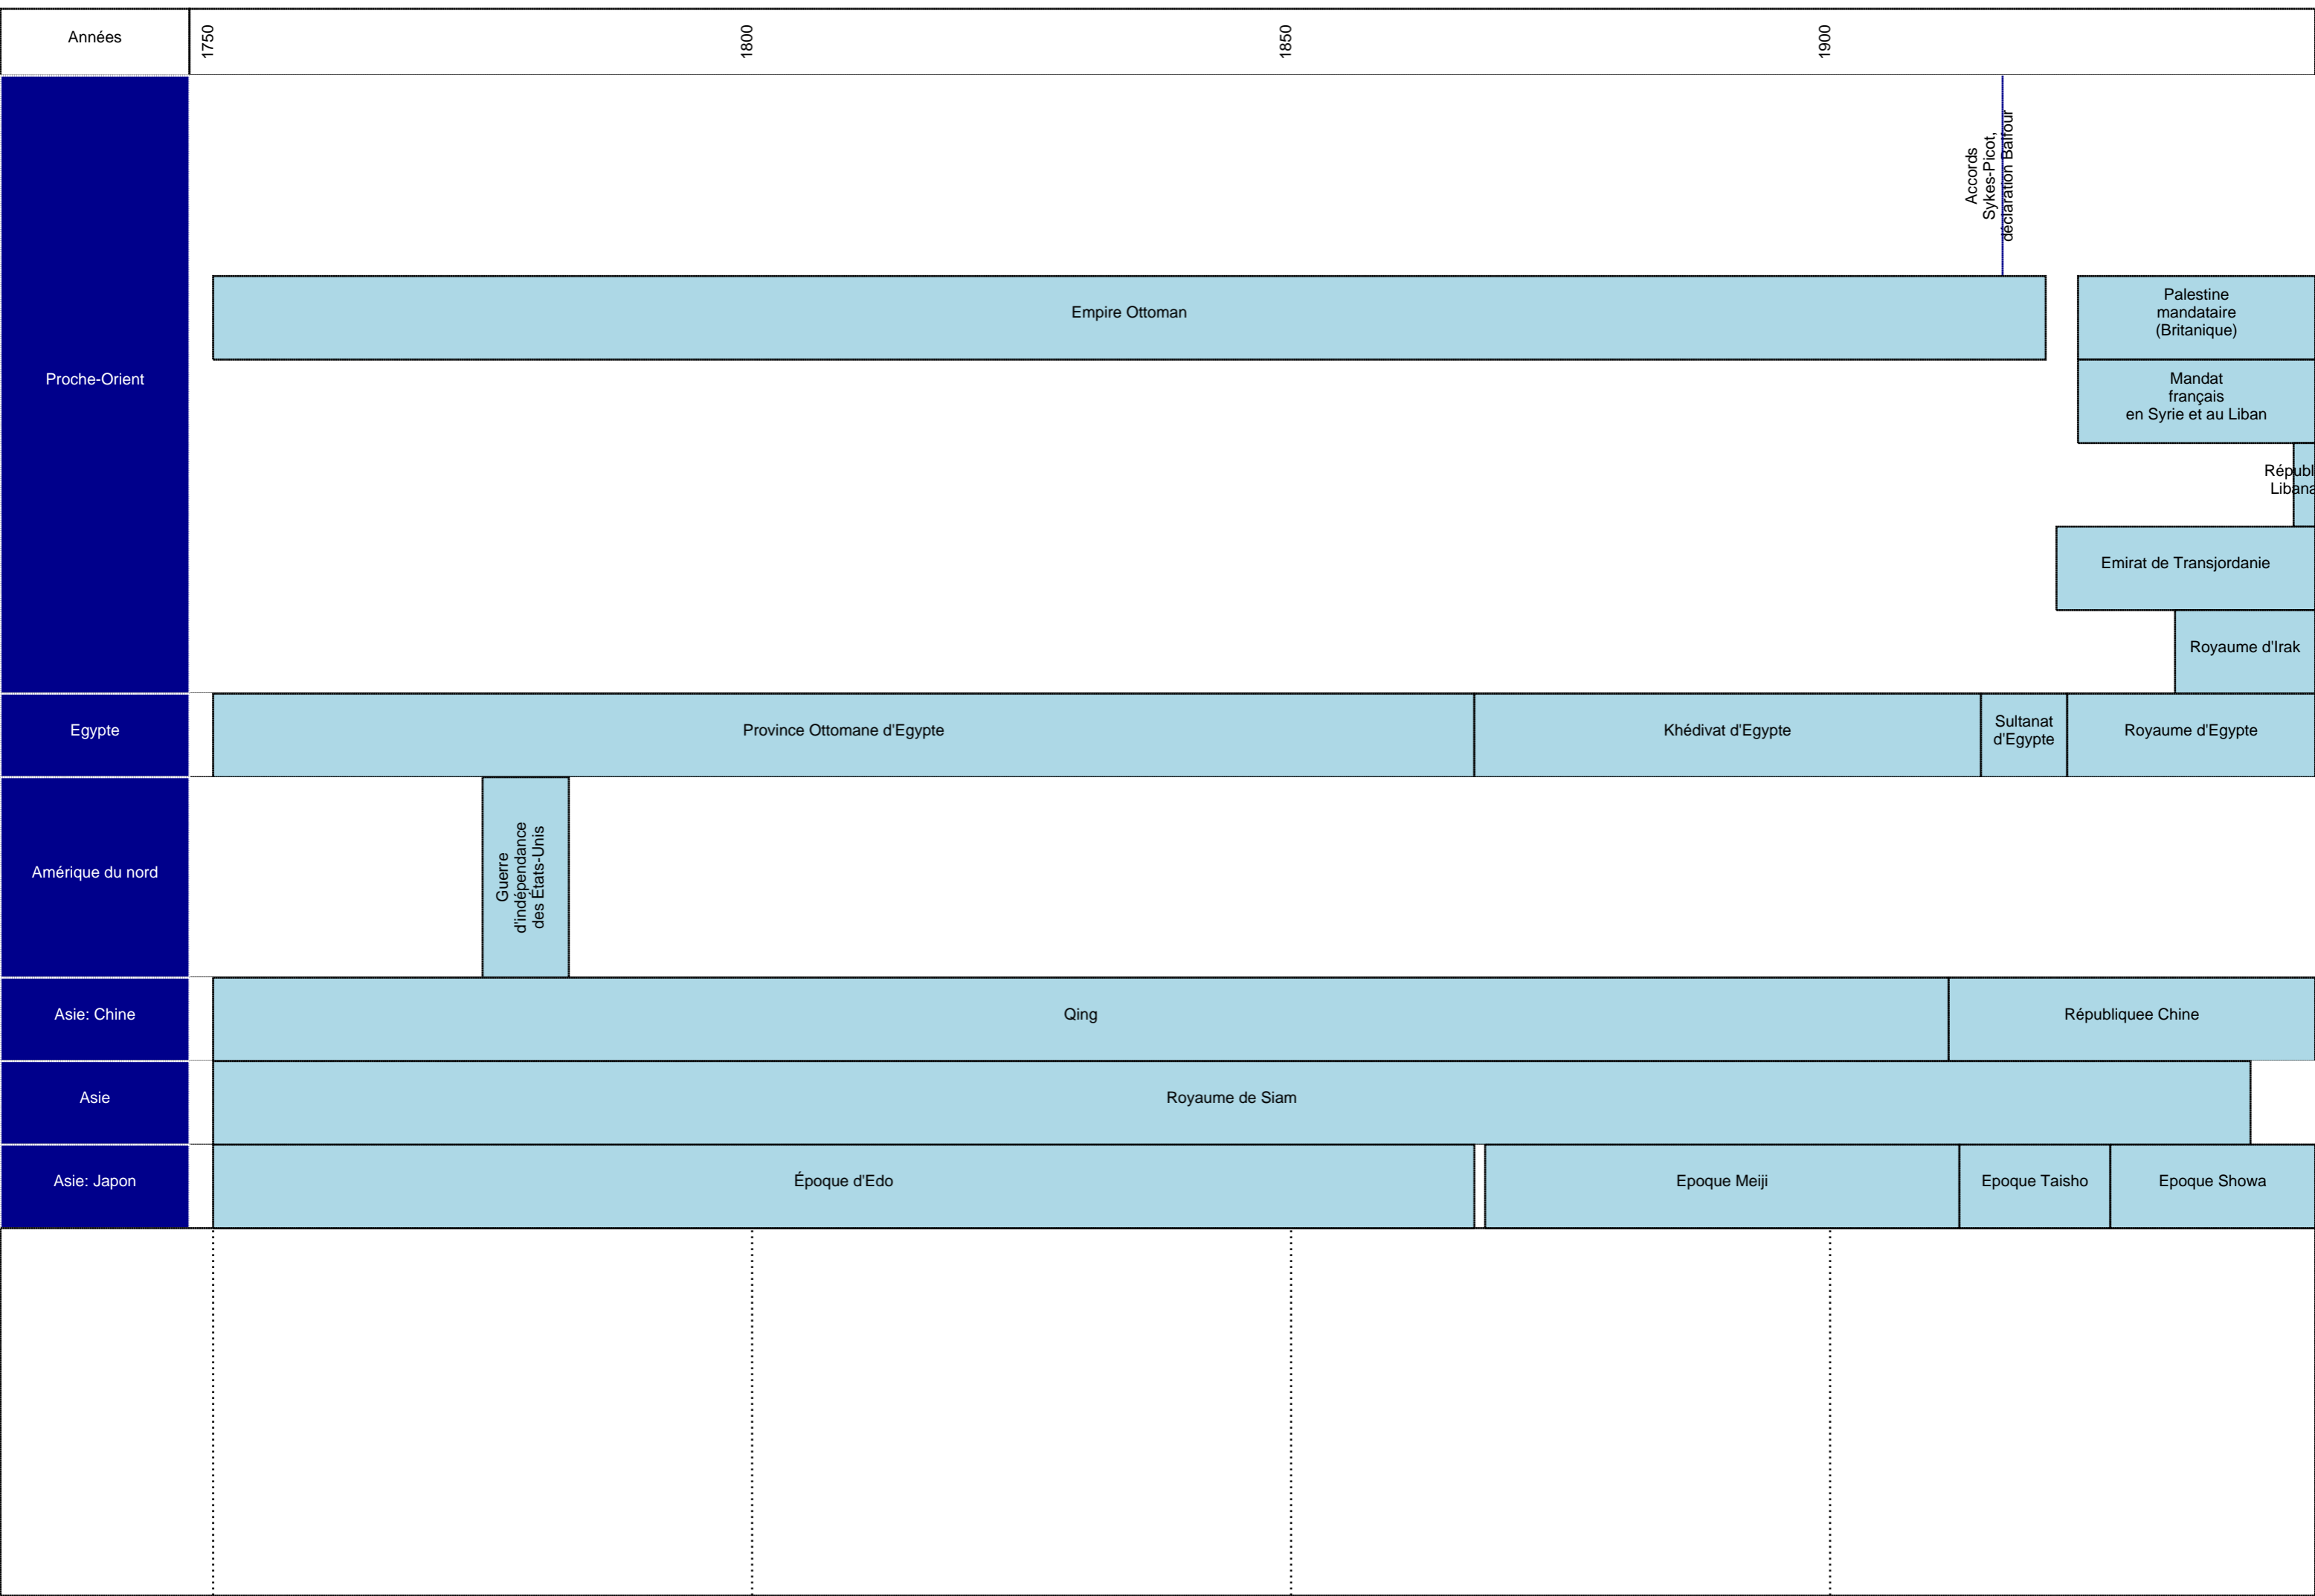 Années
1750
1800
1850
1900
Proche-Orient
Accords
Sykes-Picot,
déclaration Balfour
Empire Ottoman
Palestine
mandataire
(Britanique)
Mandat
français
en Syrie et au Liban
Républ
Libana
Emirat de Transjordanie
Royaume d'Irak
Egypte
Province Ottomane d'Egypte
Khédivat d'Egypte
Sultanat
d'Egypte
Royaume d'Egypte
Amérique du nord
Guerre
d'indépendance
des États-Unis
Asie: Chine
Qing
Républiquee Chine
Asie
Royaume de Siam
Asie: Japon
Époque d'Edo
Epoque Meiji
Epoque Taisho
Epoque Showa